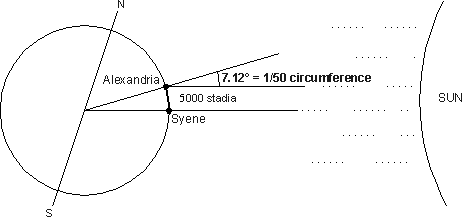 N
Alexandria
7.12° = 1/50 circumference
5000 stadia
SUN
Syene
S